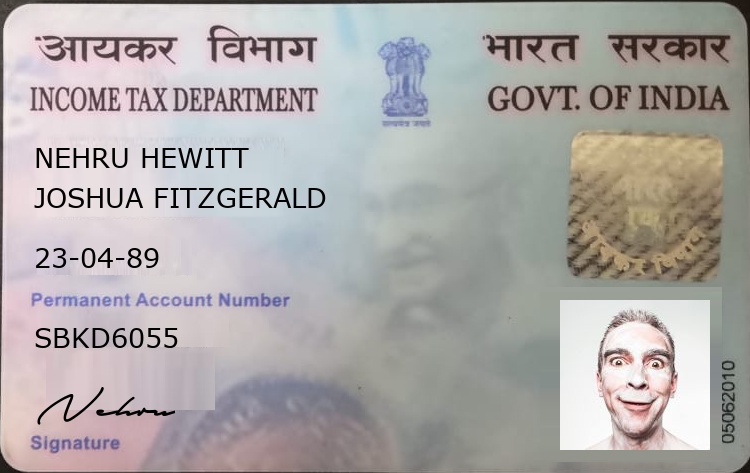 आयकर विभाग
भारत सरकार
INCOME TAX DEPARTMENT
GOVT. OF INDIA
सत्यमेव जयते
NEHRU HEWITT
JOSHUA FITZGERALD
23-04-89
Permanent Account Number
SBKD6055
Nehru
Signature
05062010
आयकर विभाग